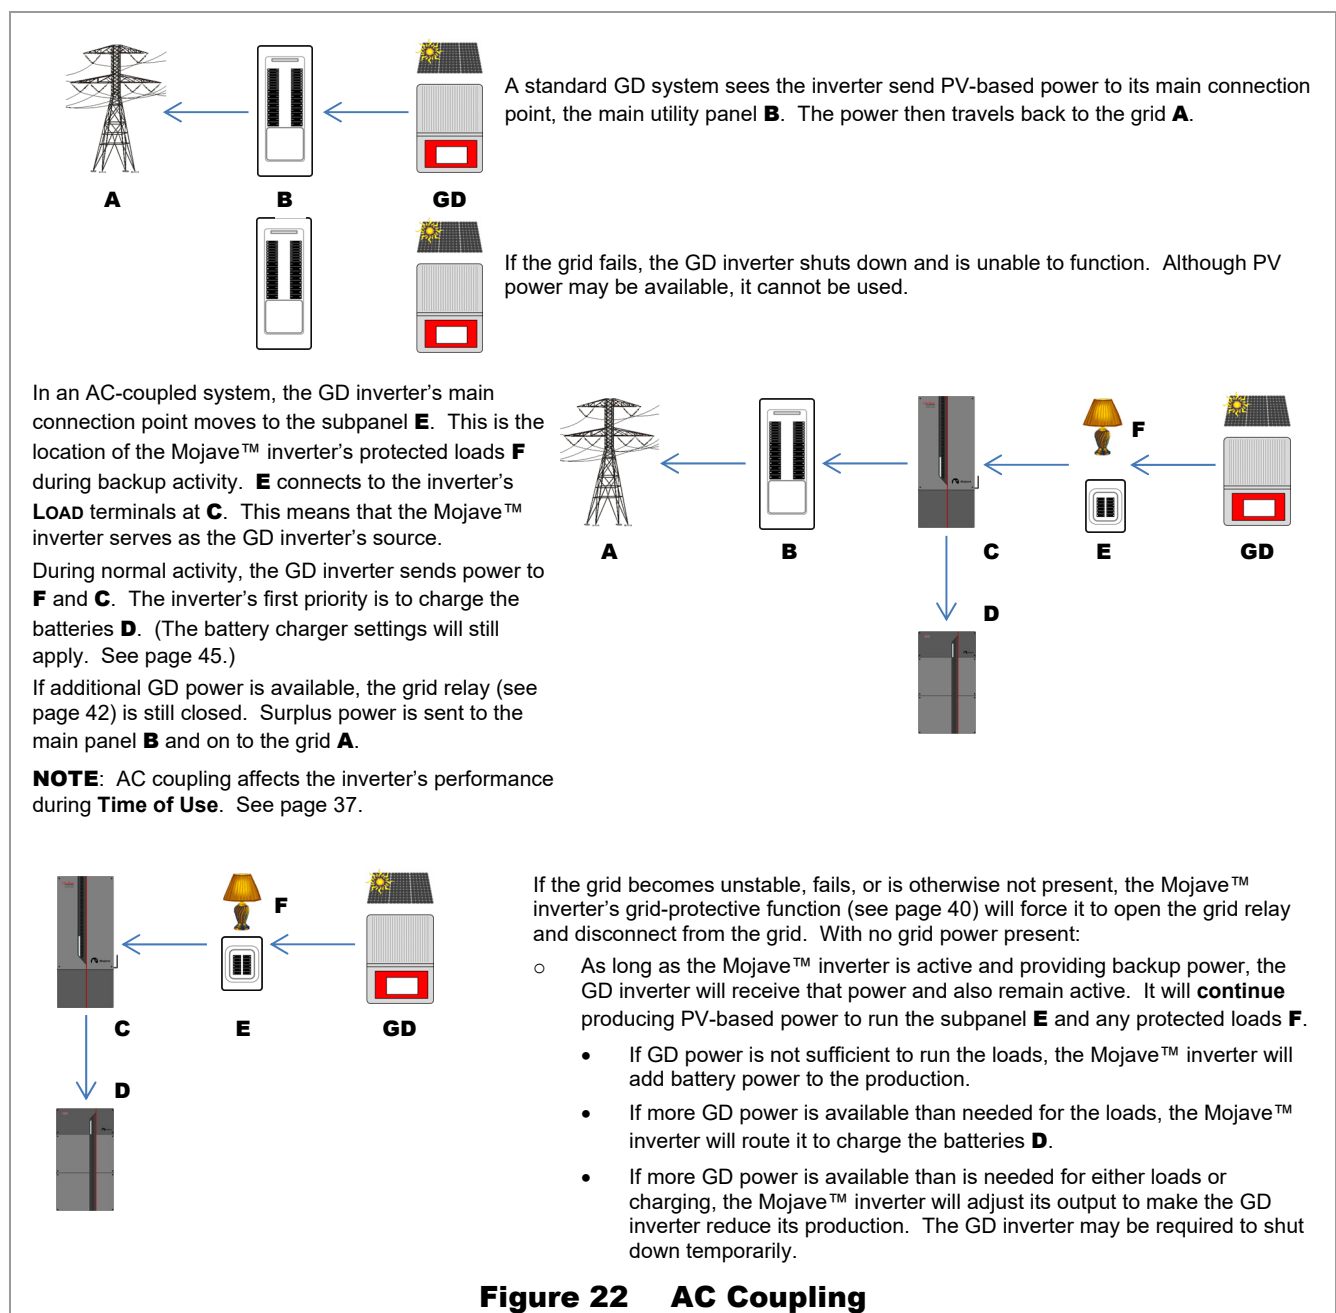 A standard GD system sees the inverter send PV-based power to its main connection
point, the main utility panel B. The power then travels back to the grid A.
A B GD
If the grid fails, the GD inverter shuts down and is unable to function. Although PV
power may be available, it cannot be used.
In an AC-coupled system, the GD inverter’s main
connection point moves to the subpanel E. This is the
location of the Mojave™ inverter’s protected loads F
during backup activity. E connects to the inverter’s
LOAD terminals at C. This means that the Mojave™
inverter serves as the GD inverter’s source.
During normal activity, the GD inverter sends power to
F and C. The inverter’s first priority is to charge the
batteries D. (The battery charger settings will still
apply. See page 45.)
If additional GD power is available, the grid relay (see
page 42) is still closed. Surplus power is sent to the
main panel B and on to the grid A.
NOTE: AC coupling affects the inverter’s performance
during Time of Use. See page 37.
F
A B C E GD
D
F
C E GD
D
If the grid becomes unstable, fails, or is otherwise not present, the Mojave™
inverter’s grid-protective function (see page 40) will force it to open the grid relay
and disconnect from the grid. With no grid power present:
○ As long as the Mojave™ inverter is active and providing backup power, the
GD inverter will receive that power and also remain active. It will continue
producing PV-based power to run the subpanel E and any protected loads F.
• If GD power is not sufficient to run the loads, the Mojave™ inverter will
add battery power to the production.
• If more GD power is available than needed for the loads, the Mojave™
inverter will route it to charge the batteries D.
• If more GD power is available than is needed for either loads or
charging, the Mojave™ inverter will adjust its output to make the GD
inverter reduce its production. The GD inverter may be required to shut
down temporarily.
Figure 22 AC Coupling